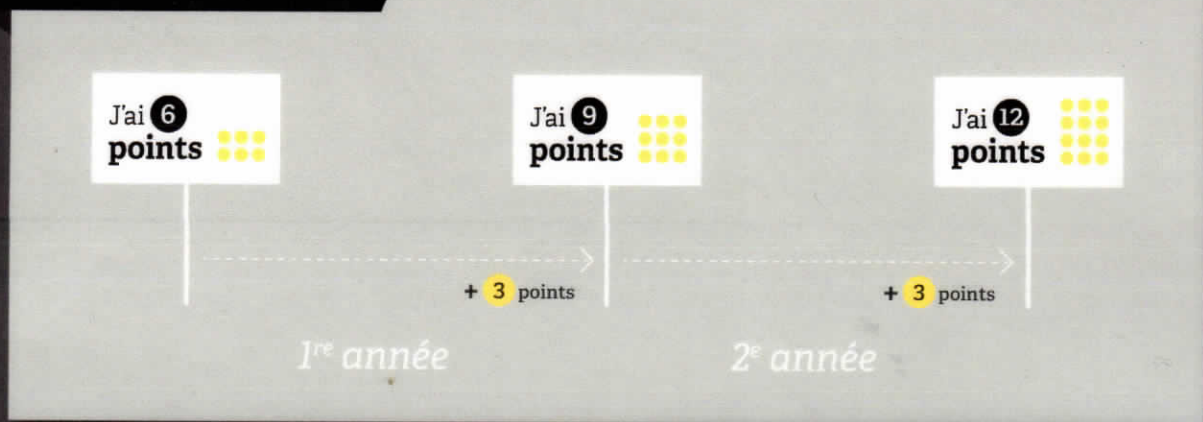 J'ai 6
points
J'ai 9
points
J'ai 12
points
+ 3 points
+ 3 points
1re année
2e année